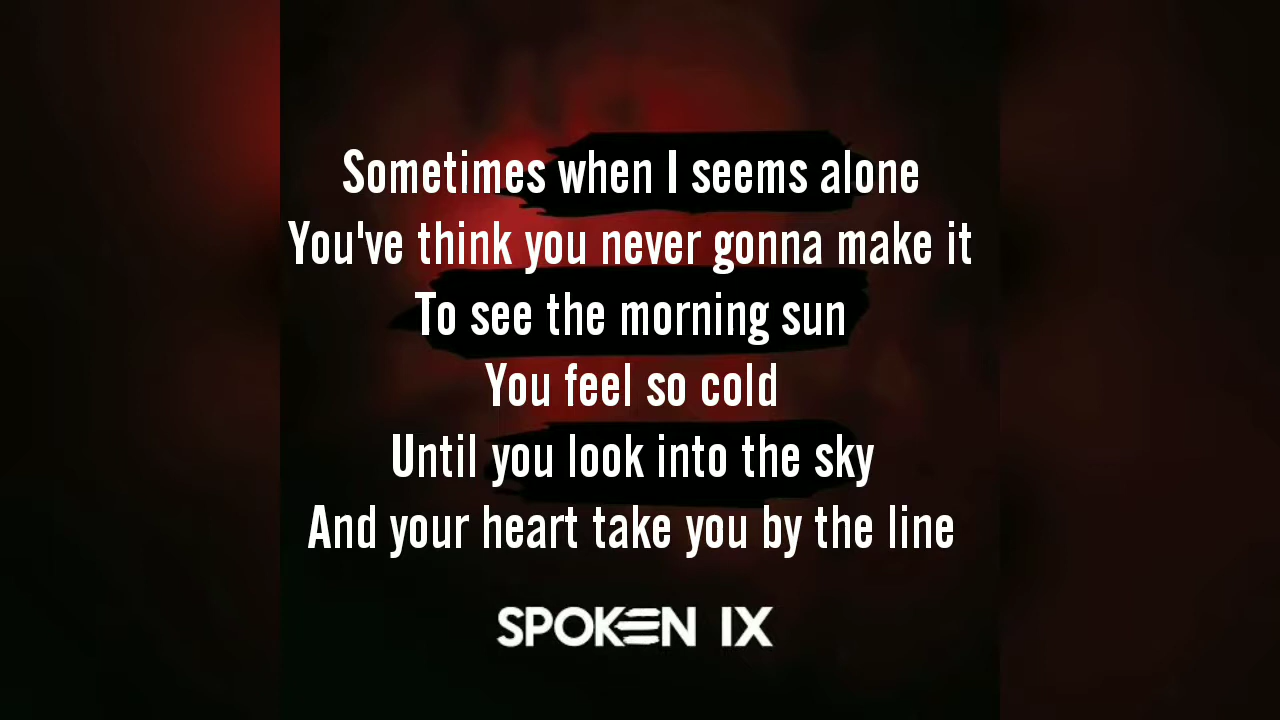 Sometimes when I seems alone
You've think you never gonna make it
To see the morning sun
You feel so cold
Until you look into the sky
And your heart take you by the line
SPOKEN IX